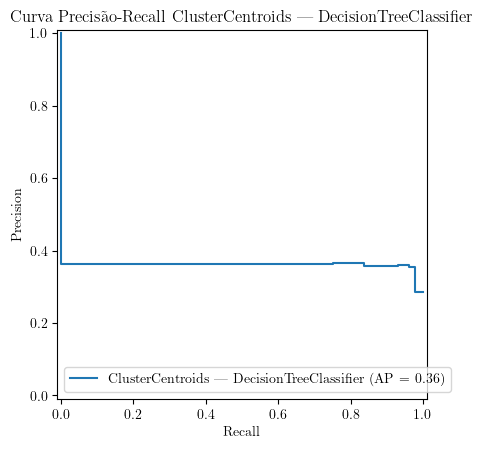 Curva Precisão-Recall ClusterCentroids — DecisionTreeClassifier
1.0
0.8
0.6
0.4
0.2
0.0
Precision
ClusterCentroids — DecisionTreeClassifier (AP = 0.36)
0.0 0.2 0.4 0.6 0.8 1.0
Recall